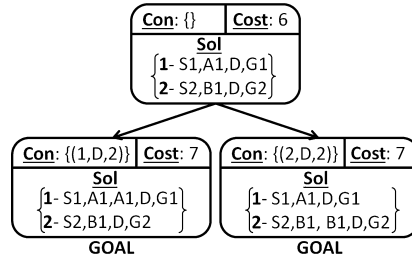 Con: {} Cost: 6
Sol
1- S1,A1,D,G1
2- S2,B1,D,G2
Con: {(1,D,2)} Cost: 7
Sol
1- S1,A1,A1,D,G1
2- S2,B1,D,G2
GOAL
Con: {(2,D,2)} Cost: 7
Sol
1- S1,A1,D,G1
2- S2,B1, B1,D,G2
GOAL